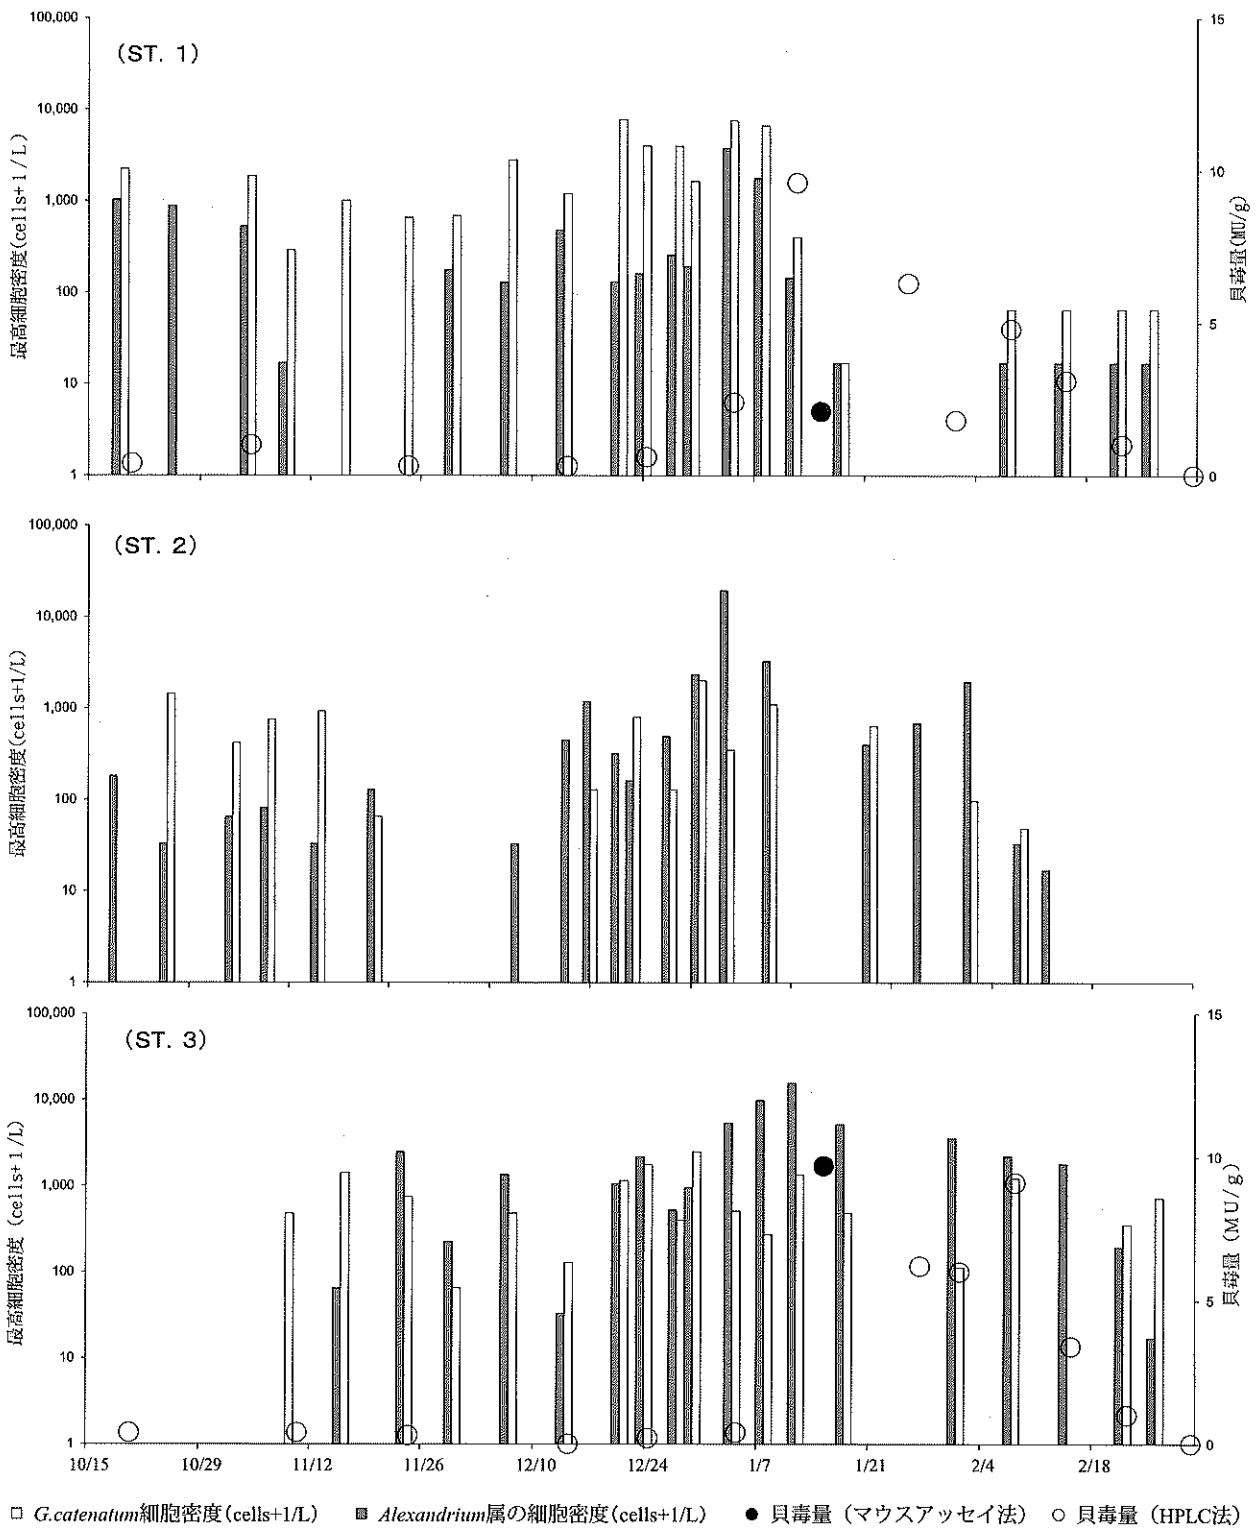 (ST. 1)
最高細胞密度(cells+1/L)
100,000
10,000
1,000
100
10
1
15
10
5
0
貝毒量(MU/g)
(ST. 2)
最高細胞密度(cells+1/L)
100,000
10,000
1,000
100
10
1
(ST. 3)
最高細胞密度(cells+1/L)
100,000
10,000
1,000
100
10
1
15
10
5
0
貝毒量(MU/g)
10/15 10/29 11/12 11/26 12/10 12/24 1/7 1/21 2/4 2/18
□ G.catenatum細胞密度(cells+1/L) ■ Alexandrium属の細胞密度(cells+1/L) ● 貝毒量(マウスアッセイ法) ○ 貝毒量(HPLC法)